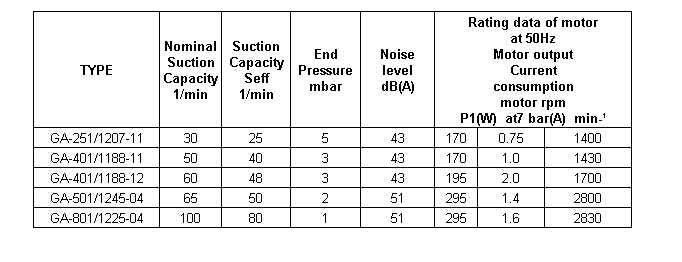 TYPE
Nominal Suction Capacity 1/min
Suction Capacity Seff 1/min
End Pressure mbar
Noise level dB(A)
Rating data of motor
at 50Hz
Motor output
Current
consumption
motor rpm
P1(W) at7 bar(A) min-¹
GA-251/1207-11 30 25 5 43 170 0.75 1400
GA-401/1188-11 50 40 3 43 170 1.0 1430
GA-401/1188-12 60 48 3 43 195 2.0 1700
GA-501/1245-04 65 50 2 51 295 1.4 2800
GA-801/1225-04 100 80 1 51 295 1.6 2830